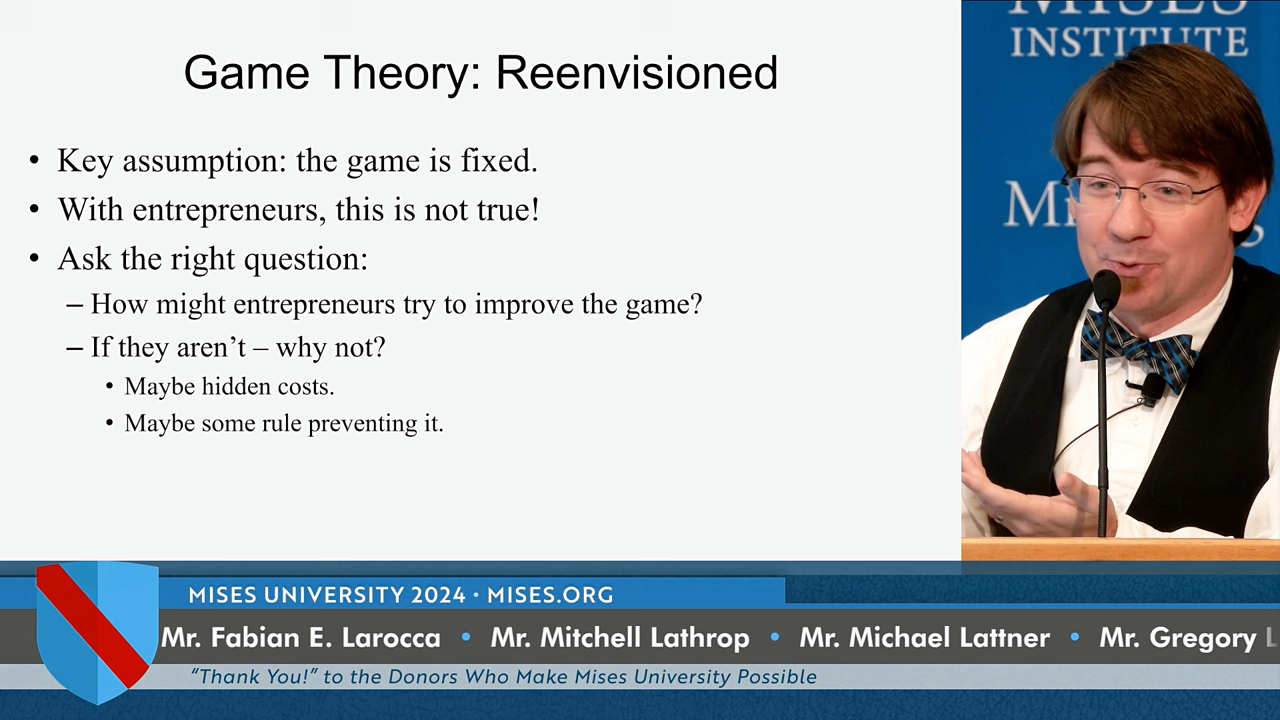 Game Theory: Reenvisioned
• Key assumption: the game is fixed.
• With entrepreneurs, this is not true!
• Ask the right question:
– How might entrepreneurs try to improve the game?
– If they aren’t – why not?
• Maybe hidden costs.
• Maybe some rule preventing it.
MISES
INSTITUTE
MISES UNIVERSITY 2024 • MISES.ORG
Mr. Fabian E. Larocca • Mr. Mitchell Lathrop • Mr. Michael Lattner • Mr. Gregory
“Thank You!” to the Donors Who Make Mises University Possible